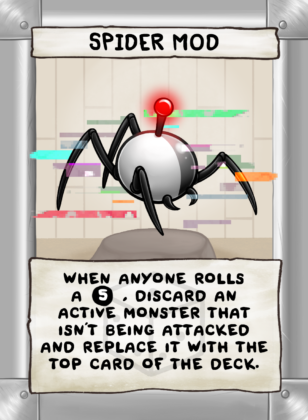 SPIDER MOD
WHEN ANYONE ROLLS
A 5 , DISCARD AN
ACTIVE MONSTER THAT
ISN'T BEING ATTACKED
AND REPLACE IT WITH THE
TOP CARD OF THE DECK.